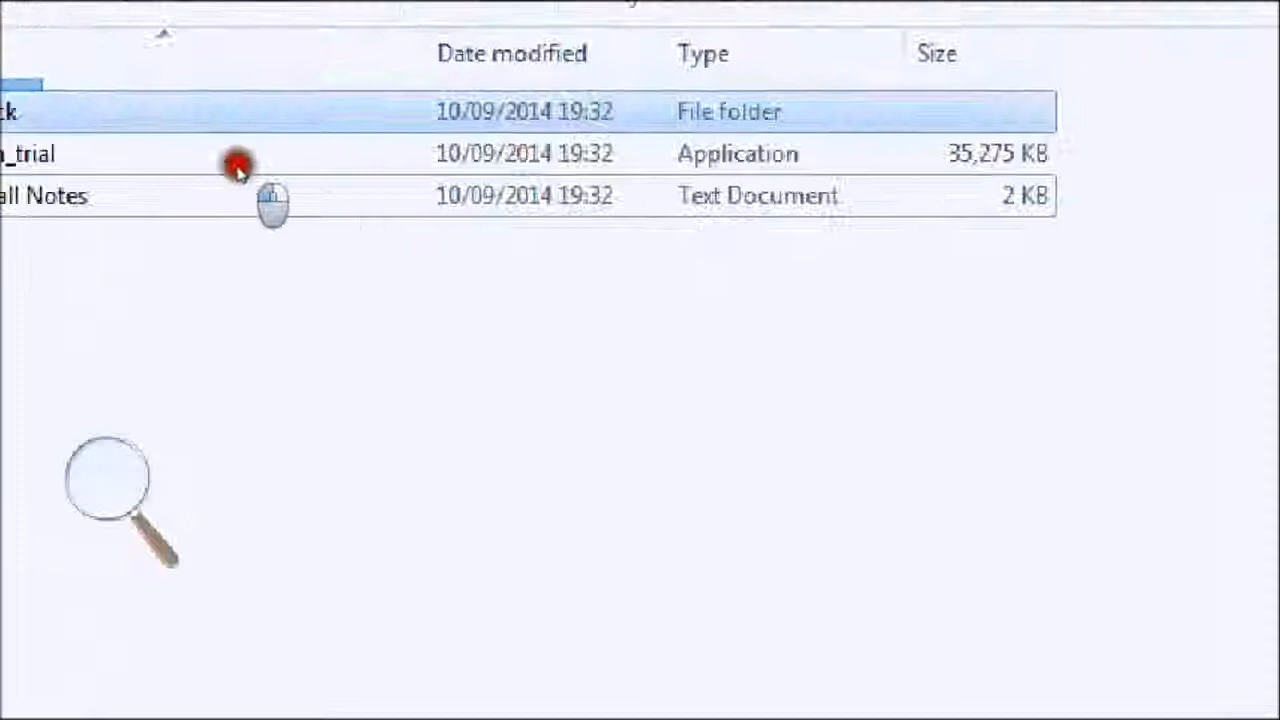 Date modified Type Size
ck 10/09/2014 19:32 File folder
_trial 10/09/2014 19:32 Application 35,275 KB
all Notes 10/09/2014 19:32 Text Document 2 KB